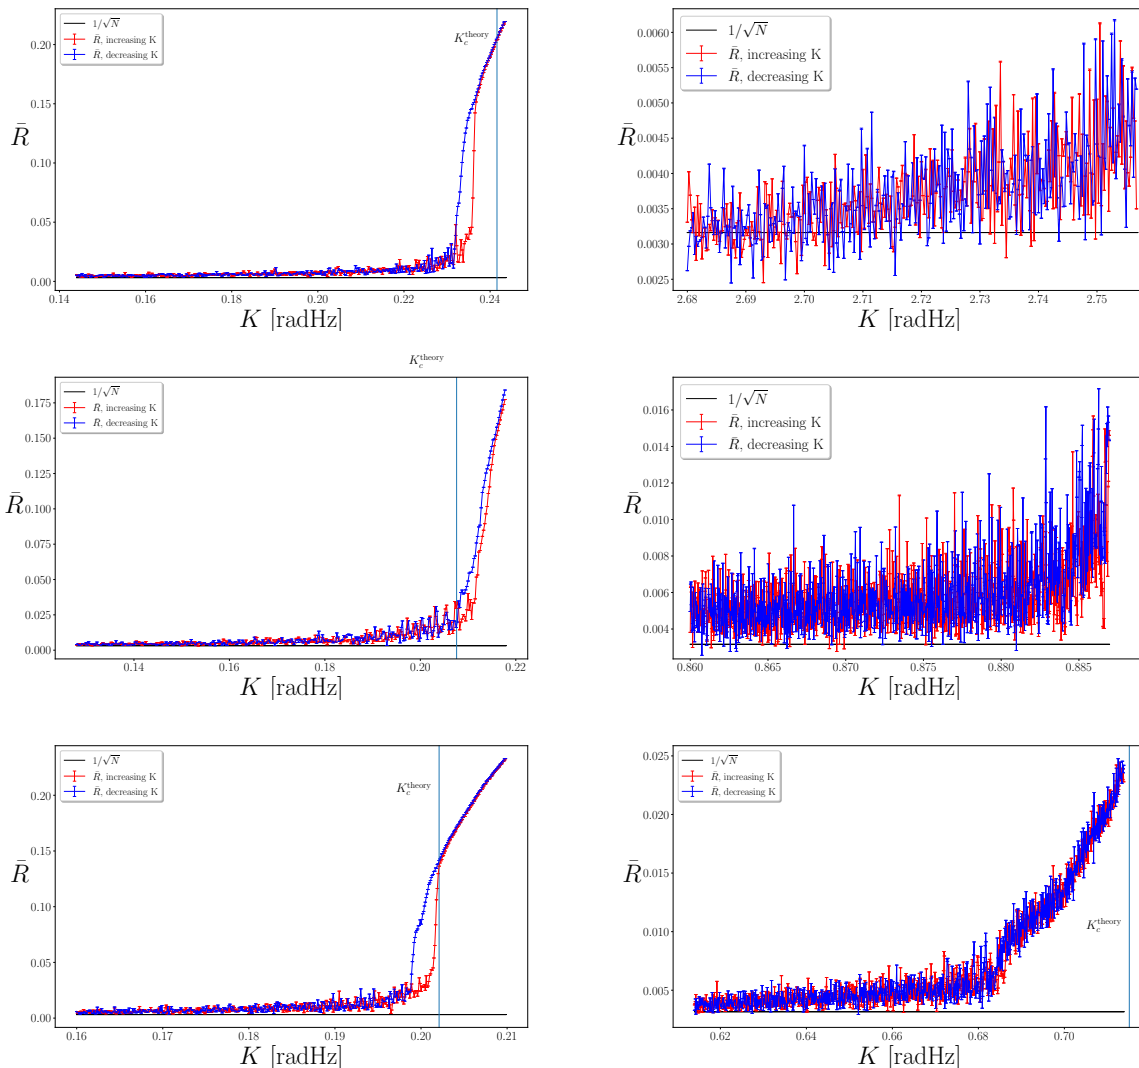 1/√N
R̄, increasing K
R̄, decreasing K
K_c^theory
R̄
0.20
0.15
0.10
0.05
0.00
0.14
0.16
0.18
0.20
0.22
0.24
K [radHz]
1/√N
R̄, increasing K
R̄, decreasing K
R̄
0.0060
0.0055
0.0050
0.0045
0.0040
0.0035
0.0030
0.0025
2.68
2.69
2.70
2.71
2.72
2.73
2.74
2.75
K [radHz]
K_c^theory
1/√N
R̄, increasing K
R̄, decreasing K
R̄
0.175
0.150
0.125
0.100
0.075
0.050
0.025
0.000
0.14
0.16
0.18
0.20
0.22
K [radHz]
1/√N
R̄, increasing K
R̄, decreasing K
R̄
0.016
0.014
0.012
0.010
0.008
0.006
0.004
0.860
0.865
0.870
0.875
0.880
0.885
K [radHz]
1/√N
R̄, increasing K
R̄, decreasing K
K_c^theory
R̄
0.20
0.15
0.10
0.05
0.00
0.16
0.17
0.18
0.19
0.20
0.21
K [radHz]
1/√N
R̄, increasing K
R̄, decreasing K
K_c^theory
R̄
0.025
0.020
0.015
0.010
0.005
0.62
0.64
0.66
0.68
0.70
K [radHz]